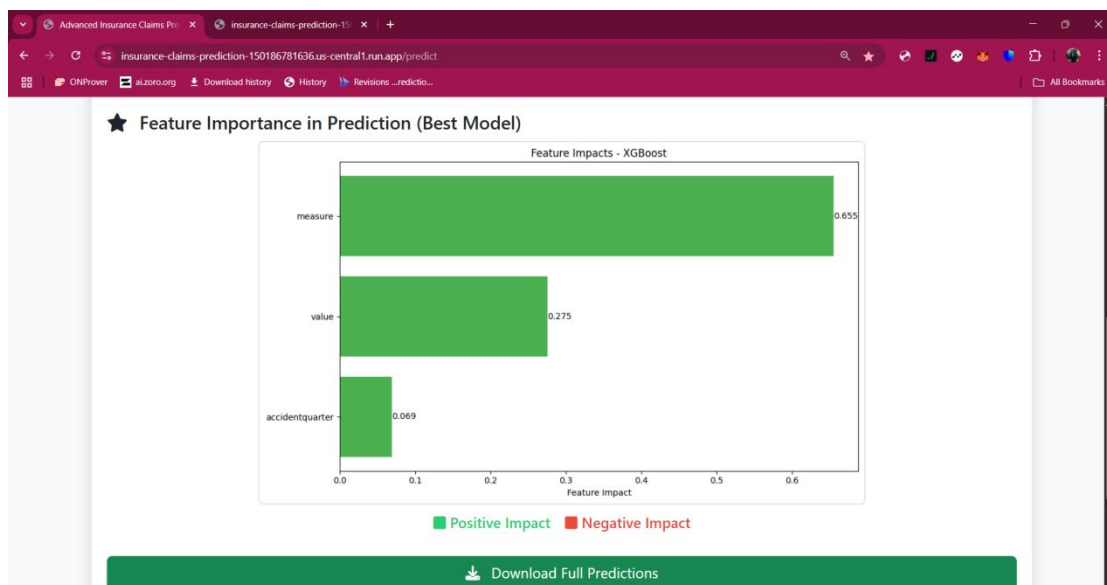 Advanced Insurance Claims Pre
insurance-claims-prediction-15
insurance-claims-prediction-150186781636.us-central1.run.app/predict
ONProver aizoro.org Download history History Revisions ...redictio... All Bookmarks
Feature Importance in Prediction (Best Model)
Feature Impacts - XGBoost
measure
0.655
value
0.275
accidentquarter
0.069
0.0 0.1 0.2 0.3 0.4 0.5 0.6
Feature Impact
Positive Impact Negative Impact
Download Full Predictions